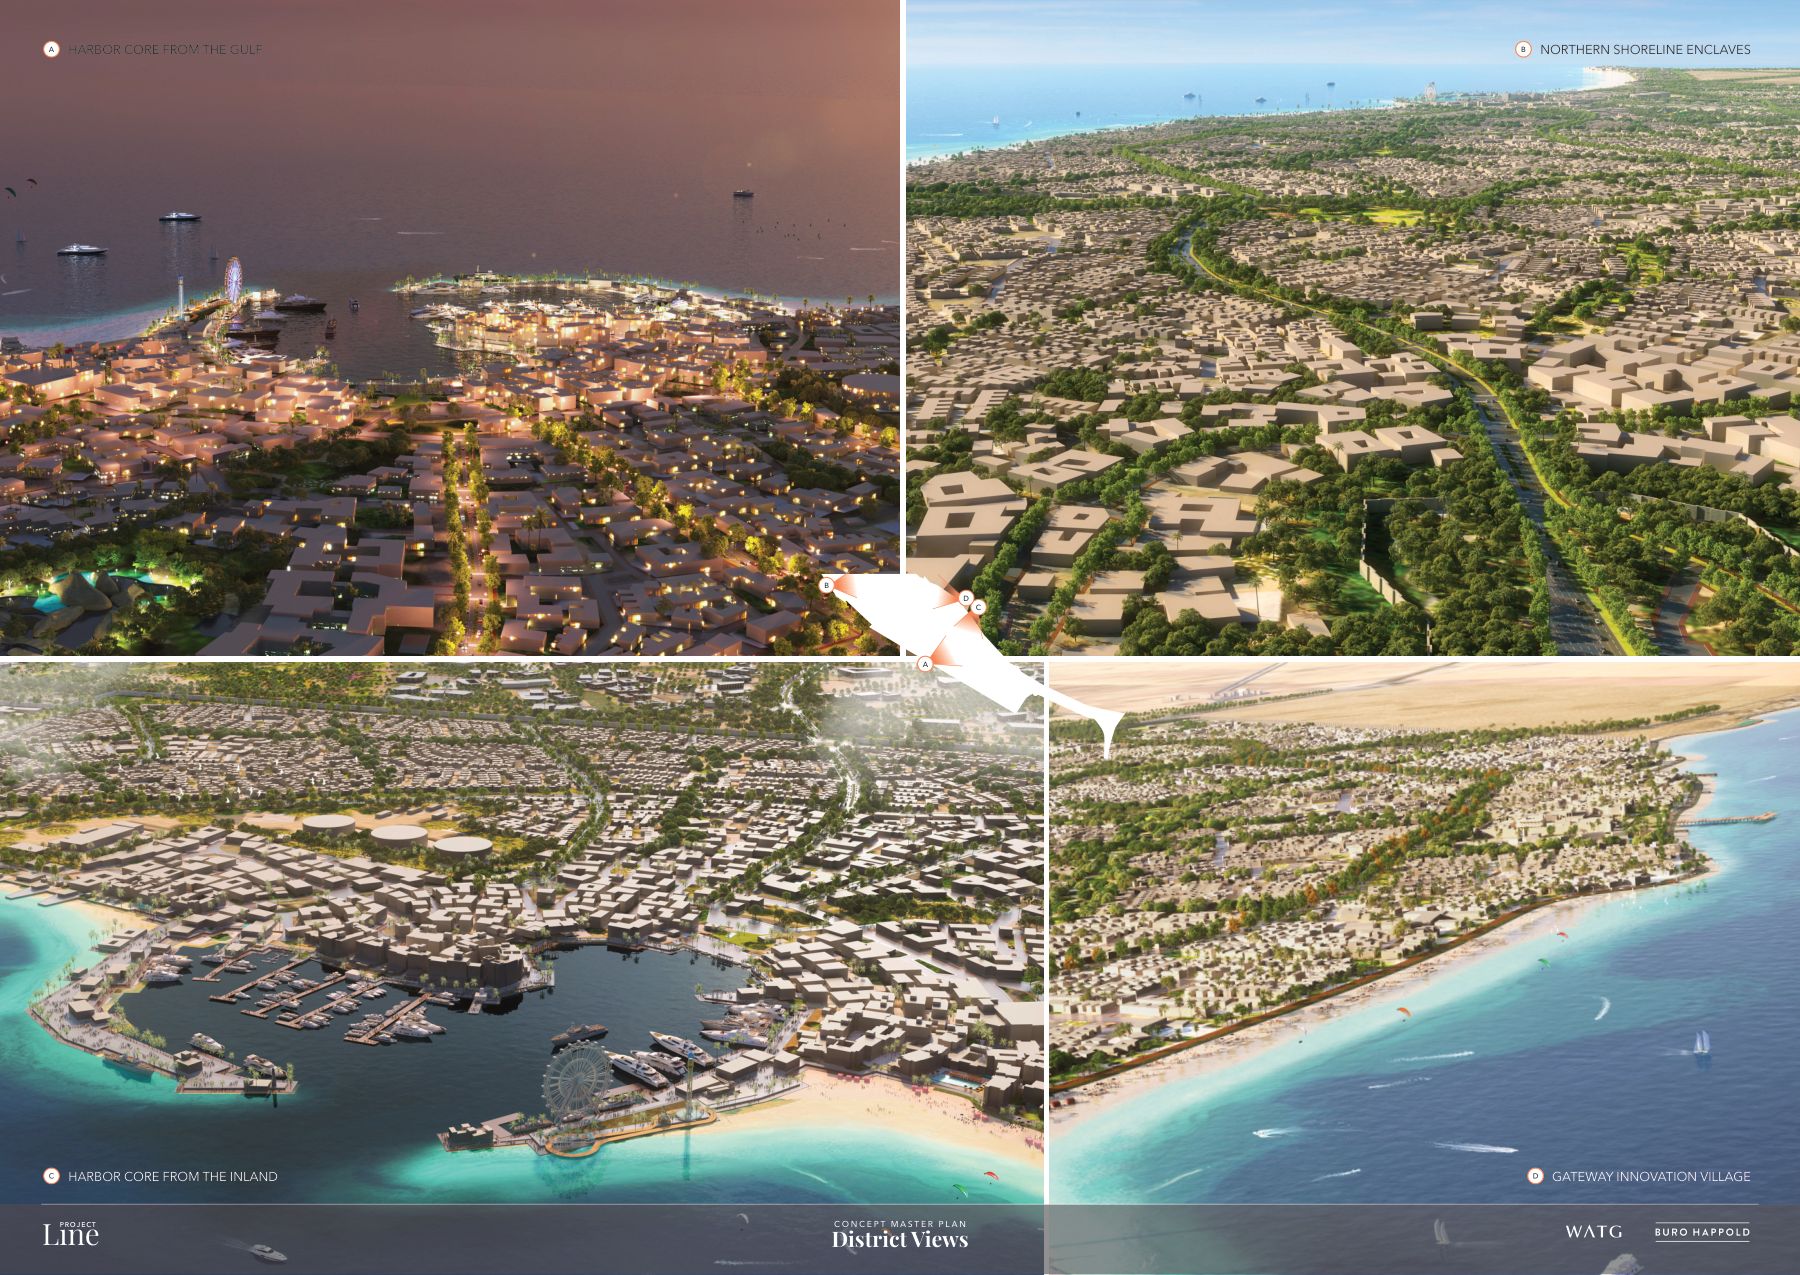 A HARBOR CORE FROM THE GULF
B NORTHERN SHORELINE ENCLAVES
B
D
C
A
C HARBOR CORE FROM THE INLAND
D GATEWAY INNOVATION VILLAGE
PROJECT
Line
CONCEPT MASTER PLAN
District Views
WATG
BURO HAPPOLD